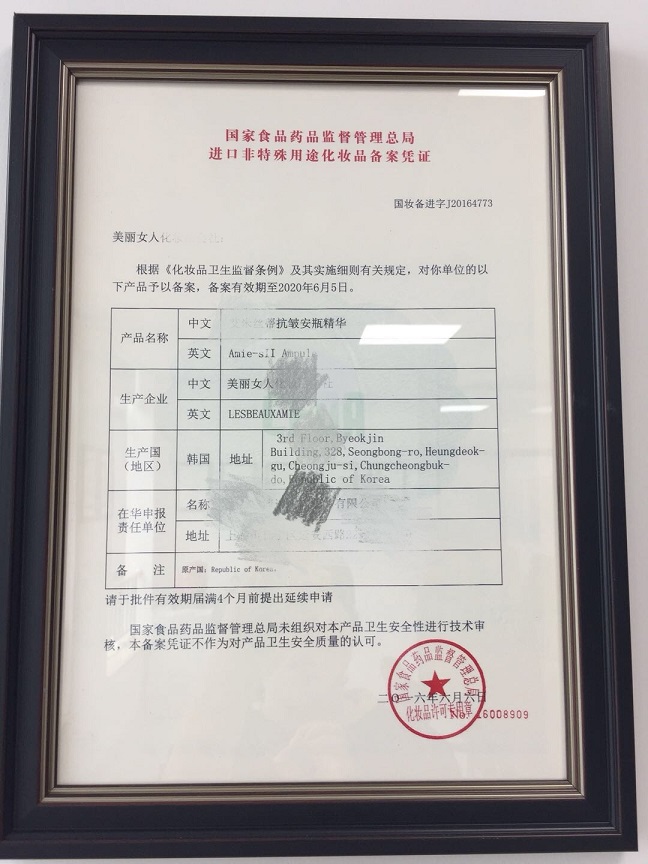 国家食品药品监督管理总局
进口非特殊用途化妆品备案凭证
国妆备进字J20164773
美丽女人
根据《化妆品卫生监督条例》及其实施细则有关规定，对你单位的以
下产品予以备案，备案有效期至2020年6月5日。
产品名称
中文
抗皱安瓶精华
英文
Amie-sII Ampul
生产企业
中文
美丽女人
英文
LESBEAUXAMIE
生产国
（地区）
韩国
地址
3rd Floor,Byeokjin
Building,328,Seongbong-ro,Heungdeok-
gu,Cheongju-si,Chungcheongbuk-
do,Republic of Korea
在华申报
责任单位
名称
有限公
地址
备 注
原产国：Republic of Korea.
请于批件有效期届满4个月前提出延续申请
国家食品药品监督管理总局未组织对本产品卫生安全性进行技术审
核，本备案凭证不作为对产品卫生安全质量的认可。
国家食品药品监督管理总局
二〇一六年六月六日
化妆品许可专用章
No. 16008909